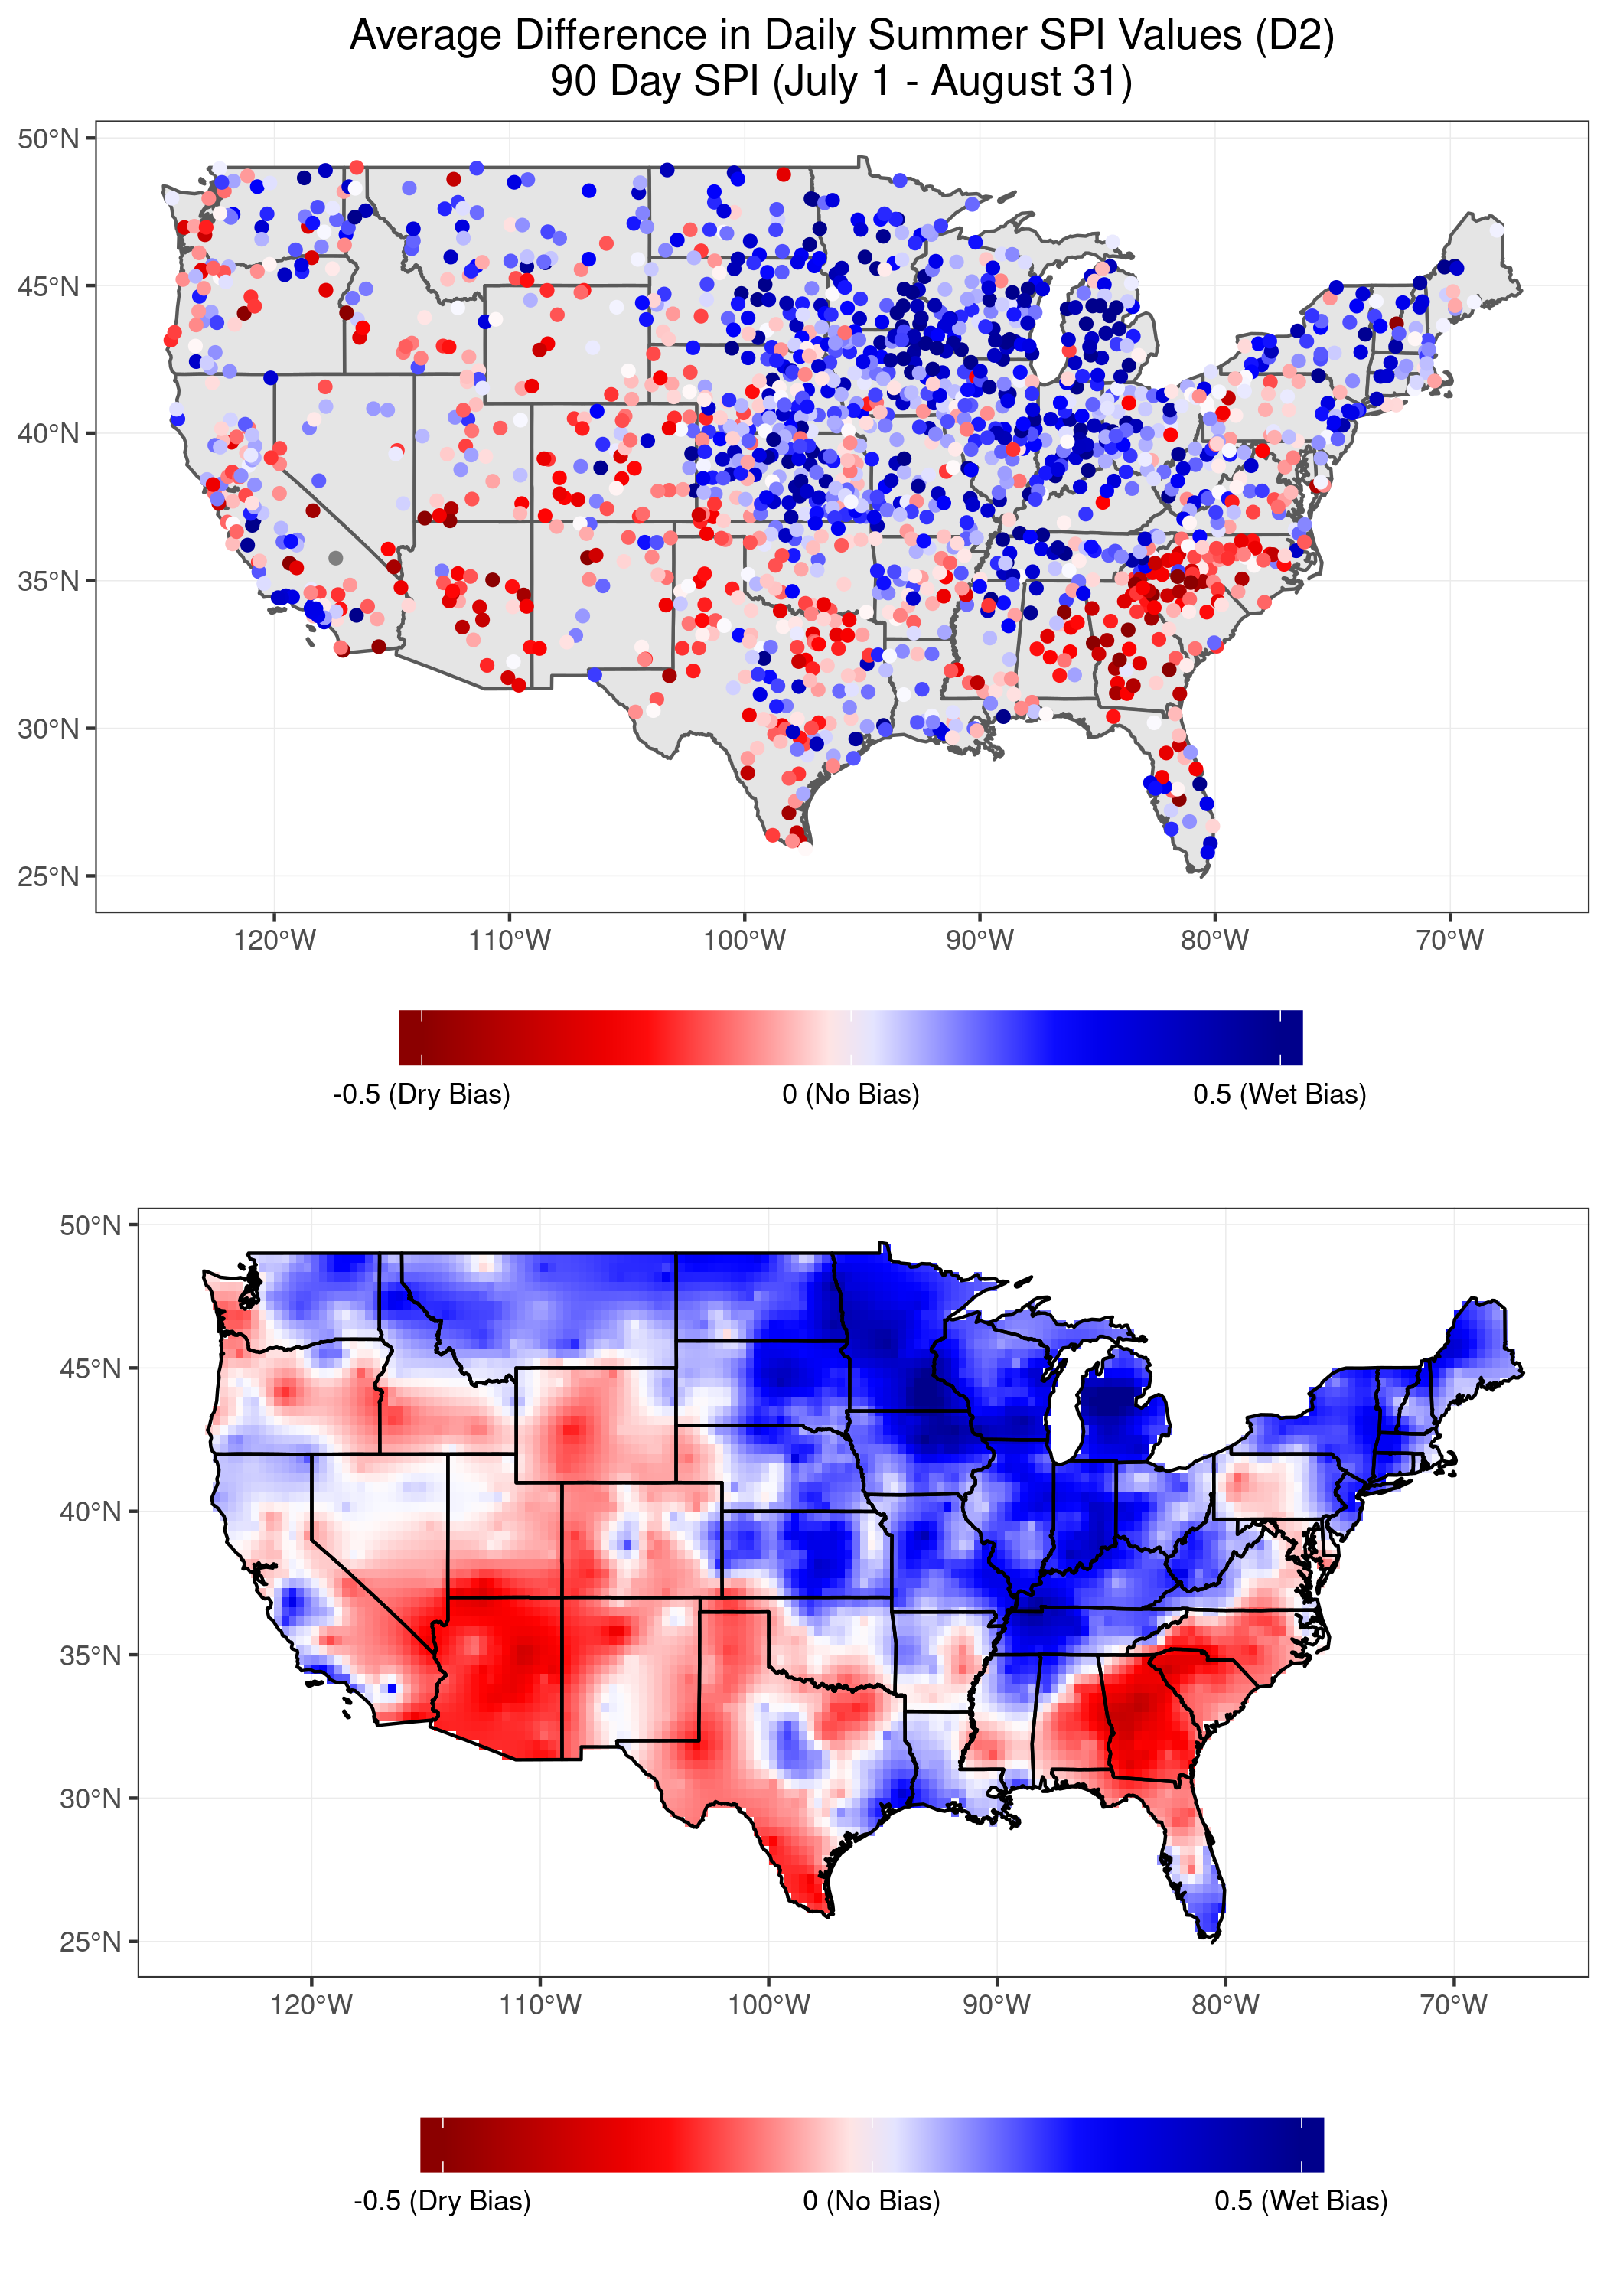 Average Difference in Daily Summer SPI Values (D2)
90 Day SPI (July 1 - August 31)
50°N
45°N
40°N
35°N
30°N
25°N
120°W 110°W 100°W 90°W 80°W 70°W
-0.5 (Dry Bias) 0 (No Bias) 0.5 (Wet Bias)
50°N
45°N
40°N
35°N
30°N
25°N
120°W 110°W 100°W 90°W 80°W 70°W
-0.5 (Dry Bias) 0 (No Bias) 0.5 (Wet Bias)